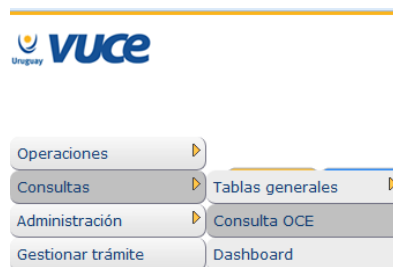 Uruguay vuce
Operaciones
Consultas Tablas generales
Administración Consulta OCE
Gestionar trámite Dashboard